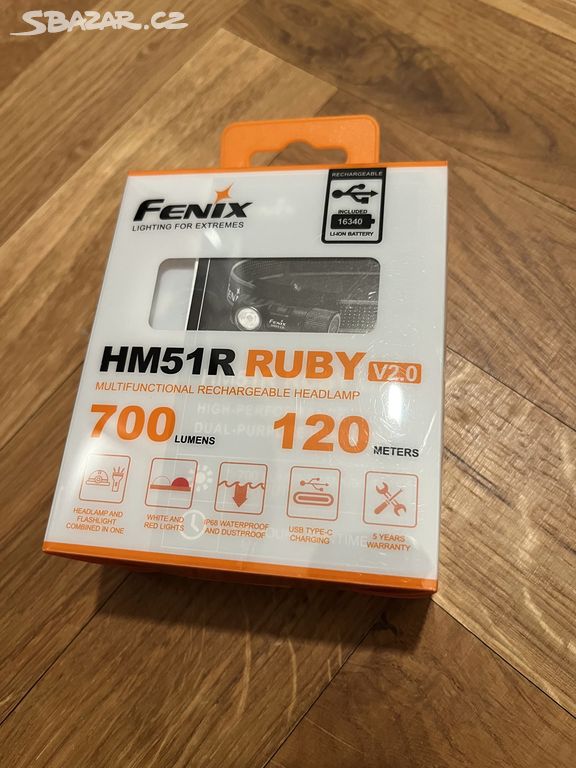 SBAZAR.CZ
FENIX
LIGHTING FOR EXTREMES
RECHARGEABLE
INCLUDED
16340
LI-ION BATTERY
FENIX
HM51R RUBY V2.0
MULTIFUNCTIONAL RECHARGEABLE HEADLAMP
700 LUMENS
120 METERS
HEADLAMP AND
FLASHLIGHT
COMBINED IN ONE
WHITE AND
RED LIGHTS
IP68 WATERPROOF
AND DUSTPROOF
USB TYPE-C
CHARGING
5 YEARS
WARRANTY